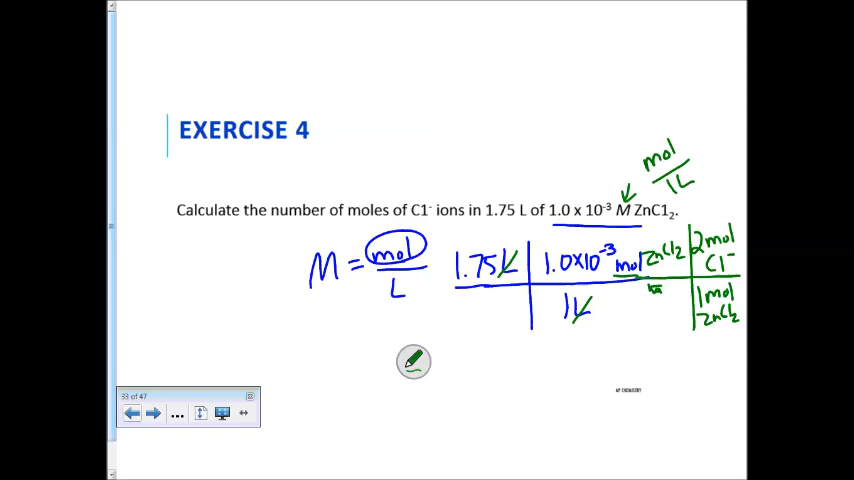 EXERCISE 4
mol
1L
Calculate the number of moles of C1⁻ ions in 1.75 L of 1.0 x 10⁻³ M ZnC1₂.
M = mol
L
1.75 L
1.0x10⁻³ mol ZnCl₂
1L
2 mol
Cl⁻
1 mol
ZnCl₂
AP CHEMISTRY
33 of 47